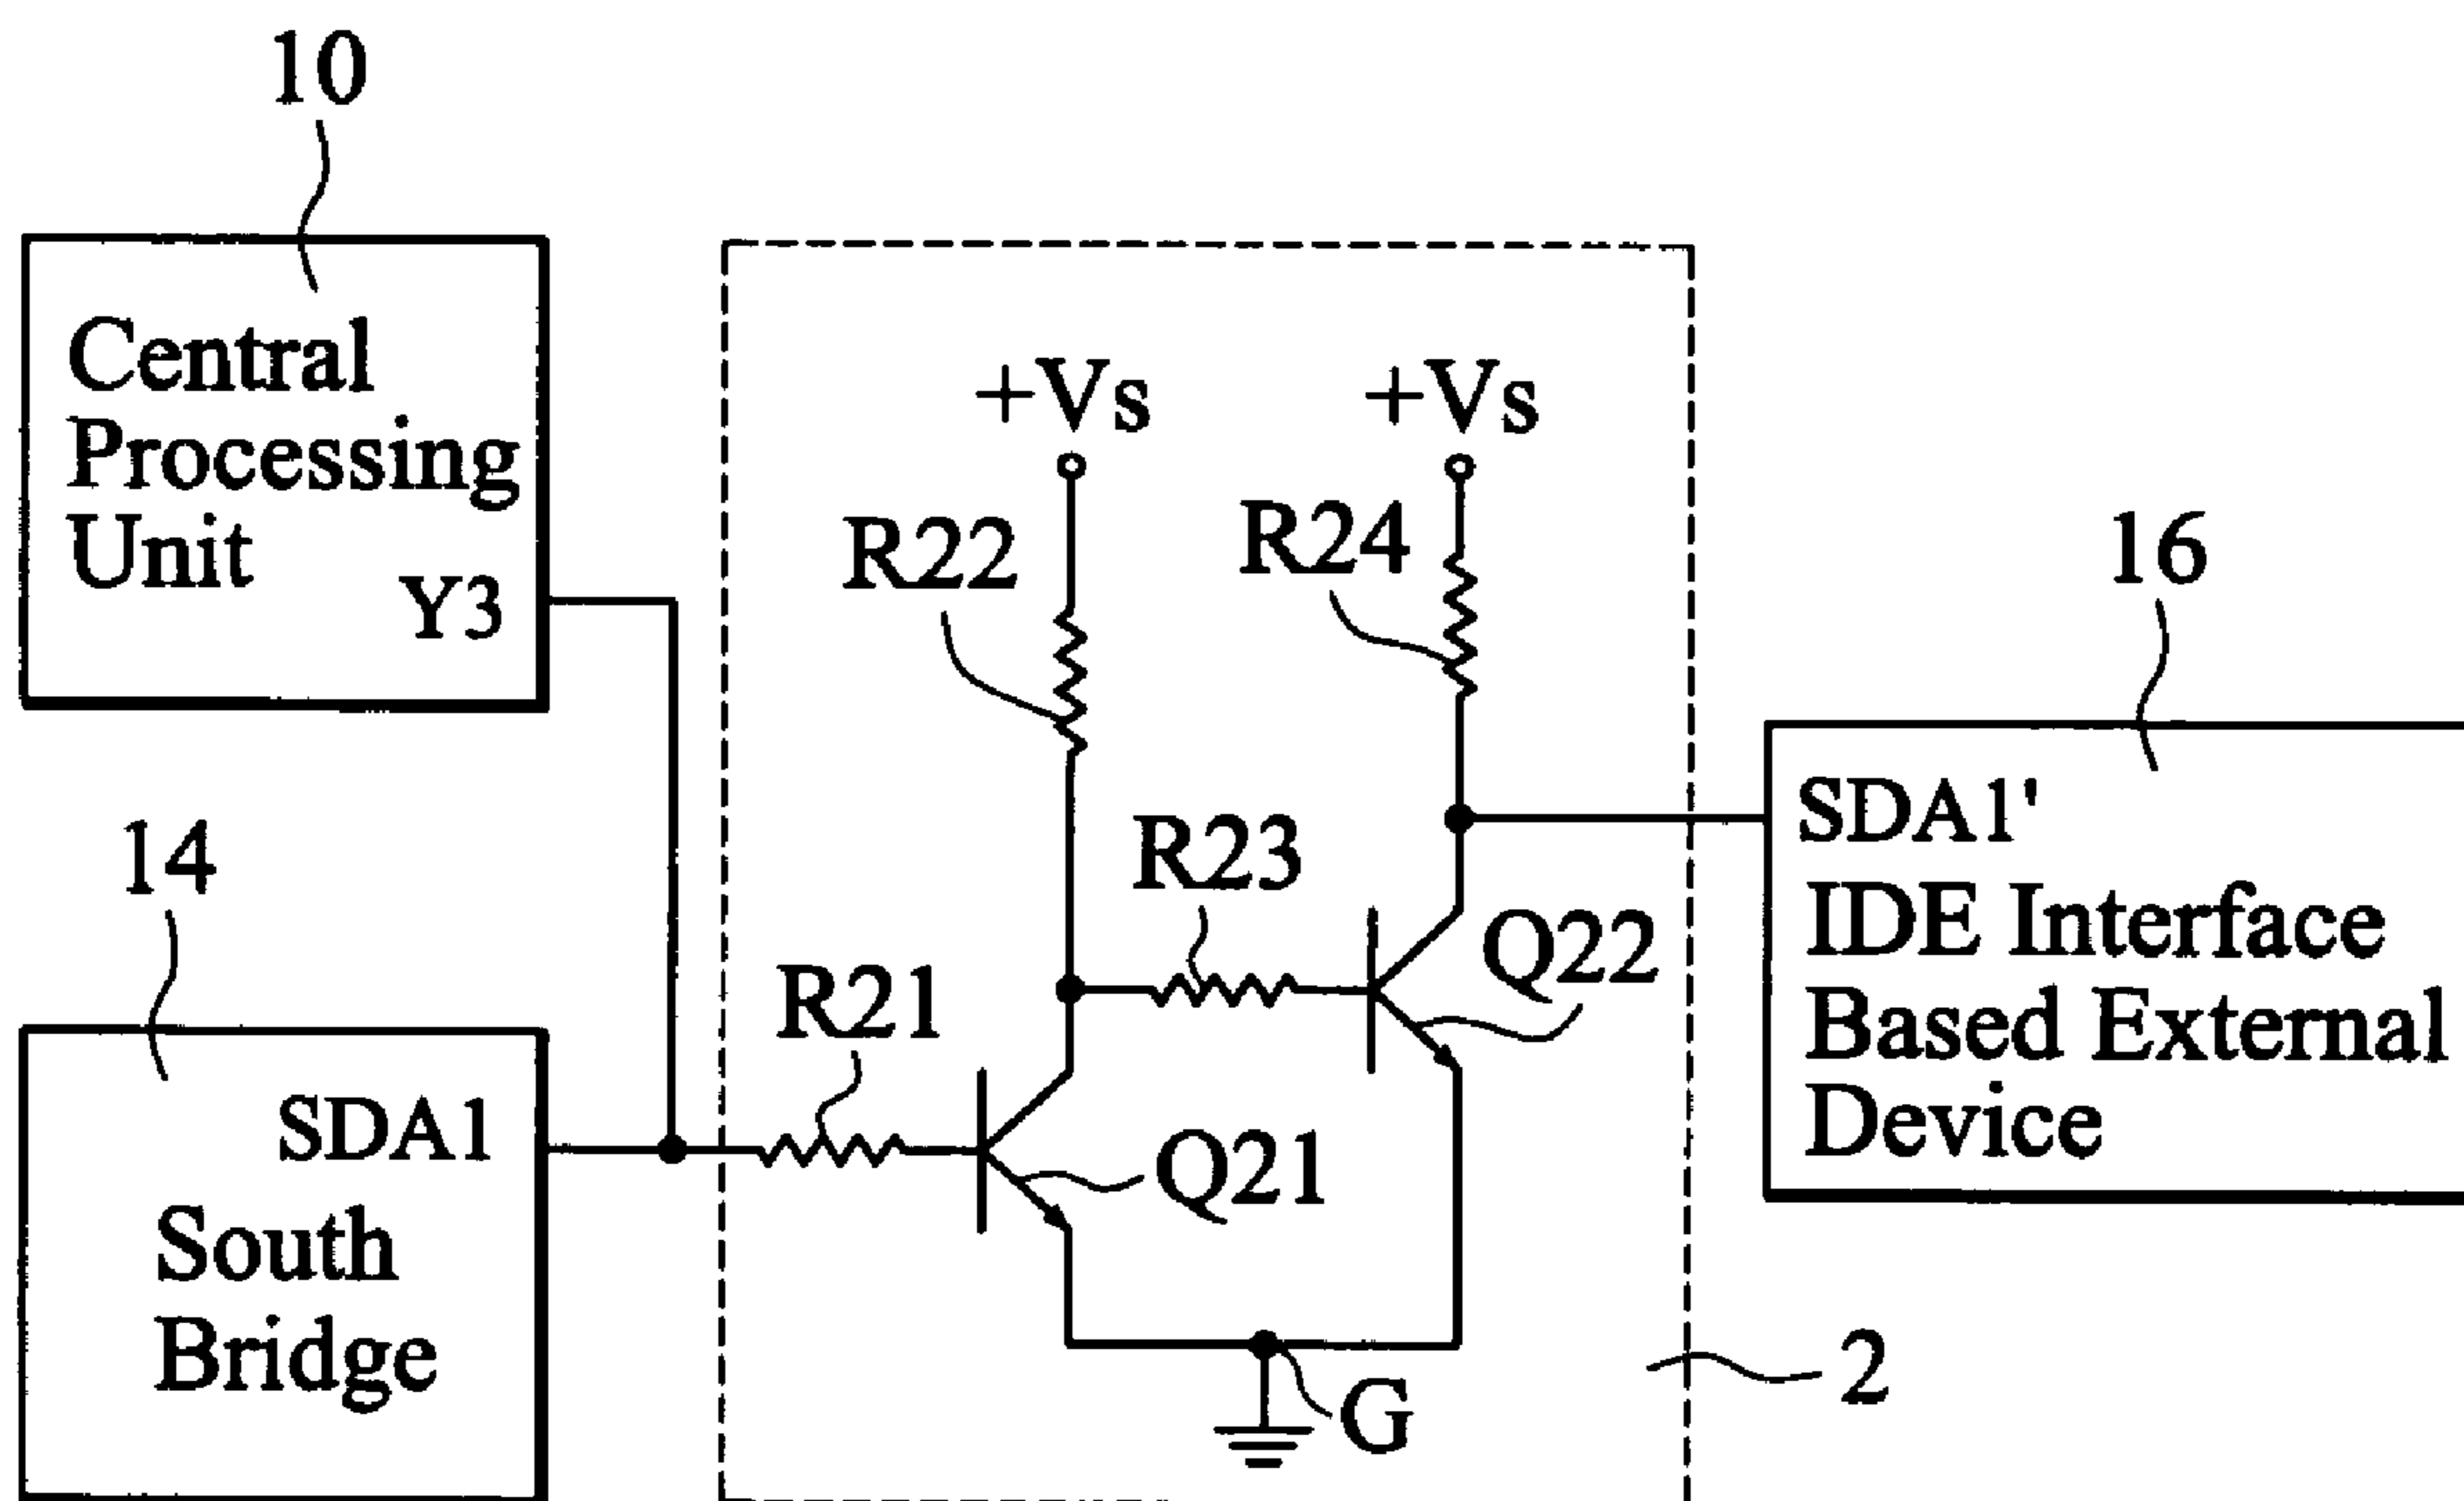 10
Central
Processing
Unit
Y3
14
SDA1
South
Bridge
+Vs
+Vs
R22
R24
R23
R21
Q22
Q21
G
2
16
SDA1'
IDE Interface
Based External
Device